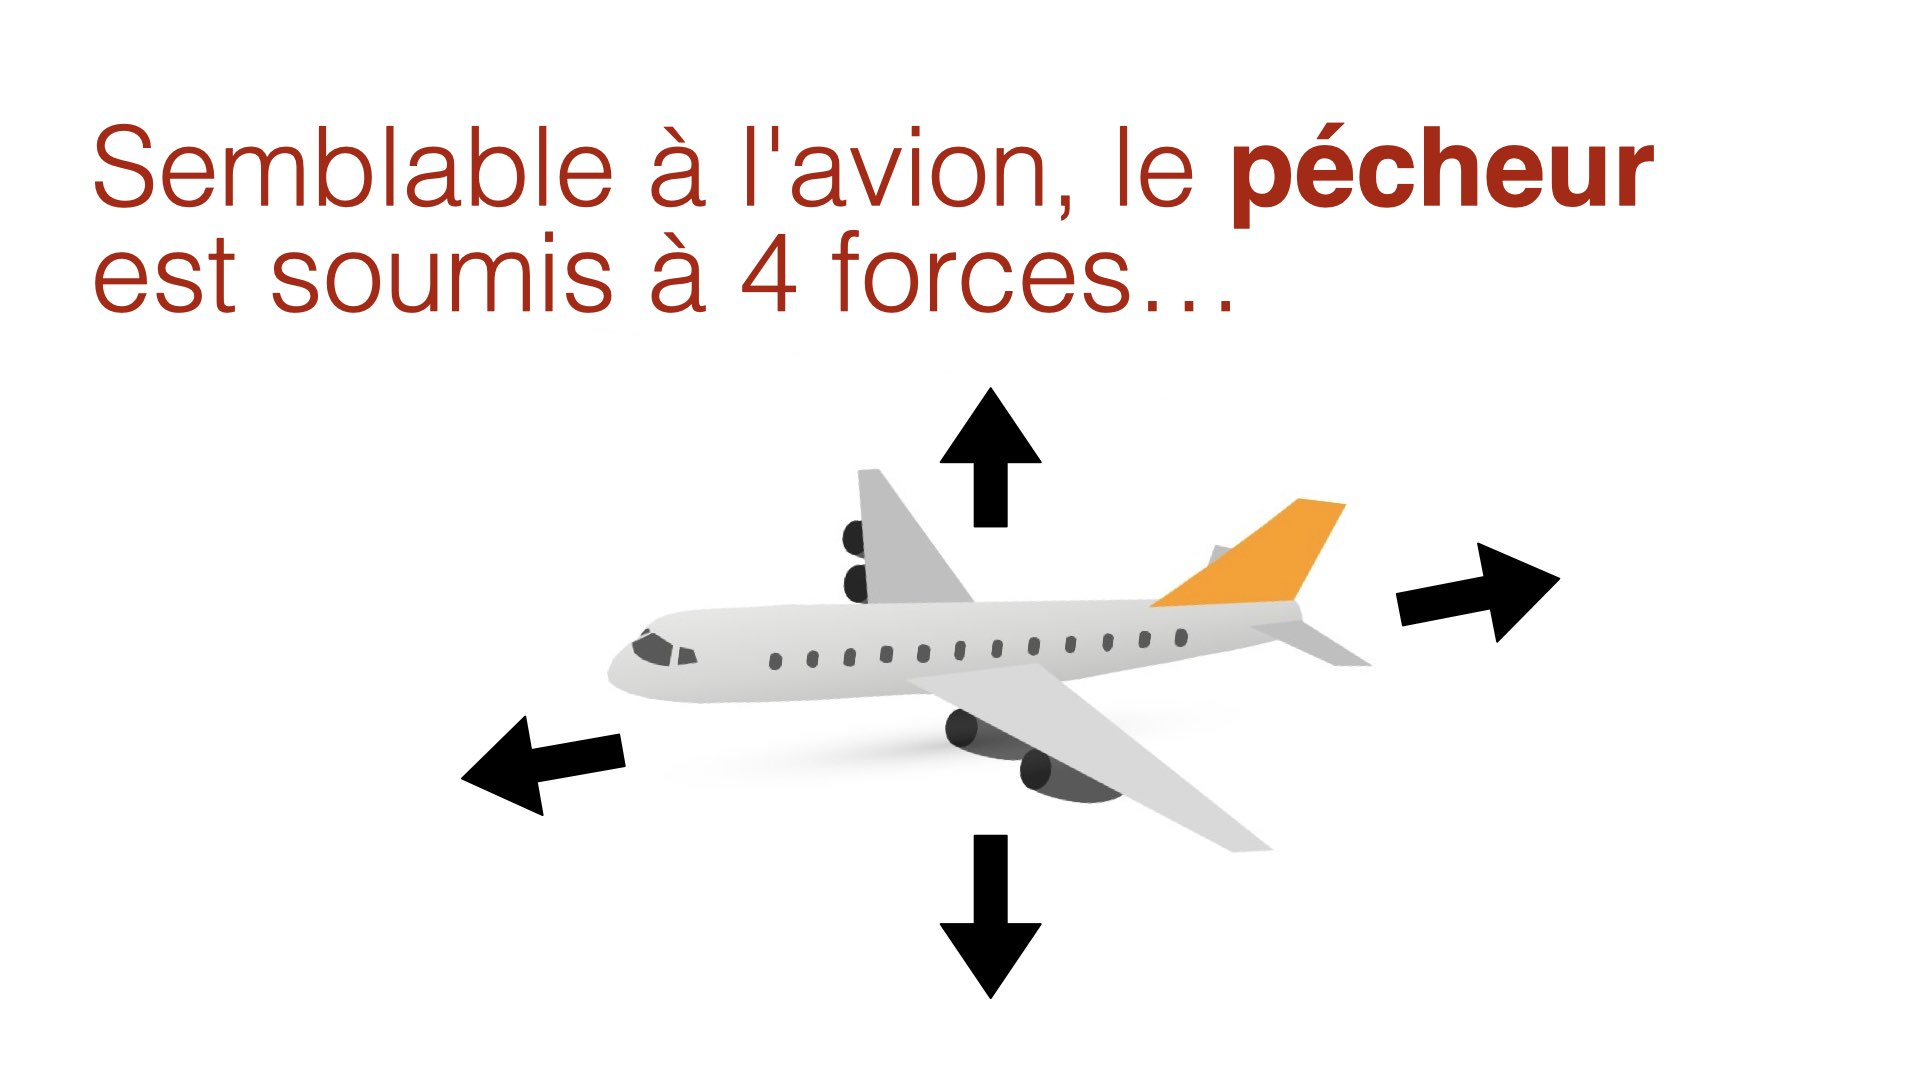 Semblable à l'avion, le pécheur
est soumis à 4 forces…